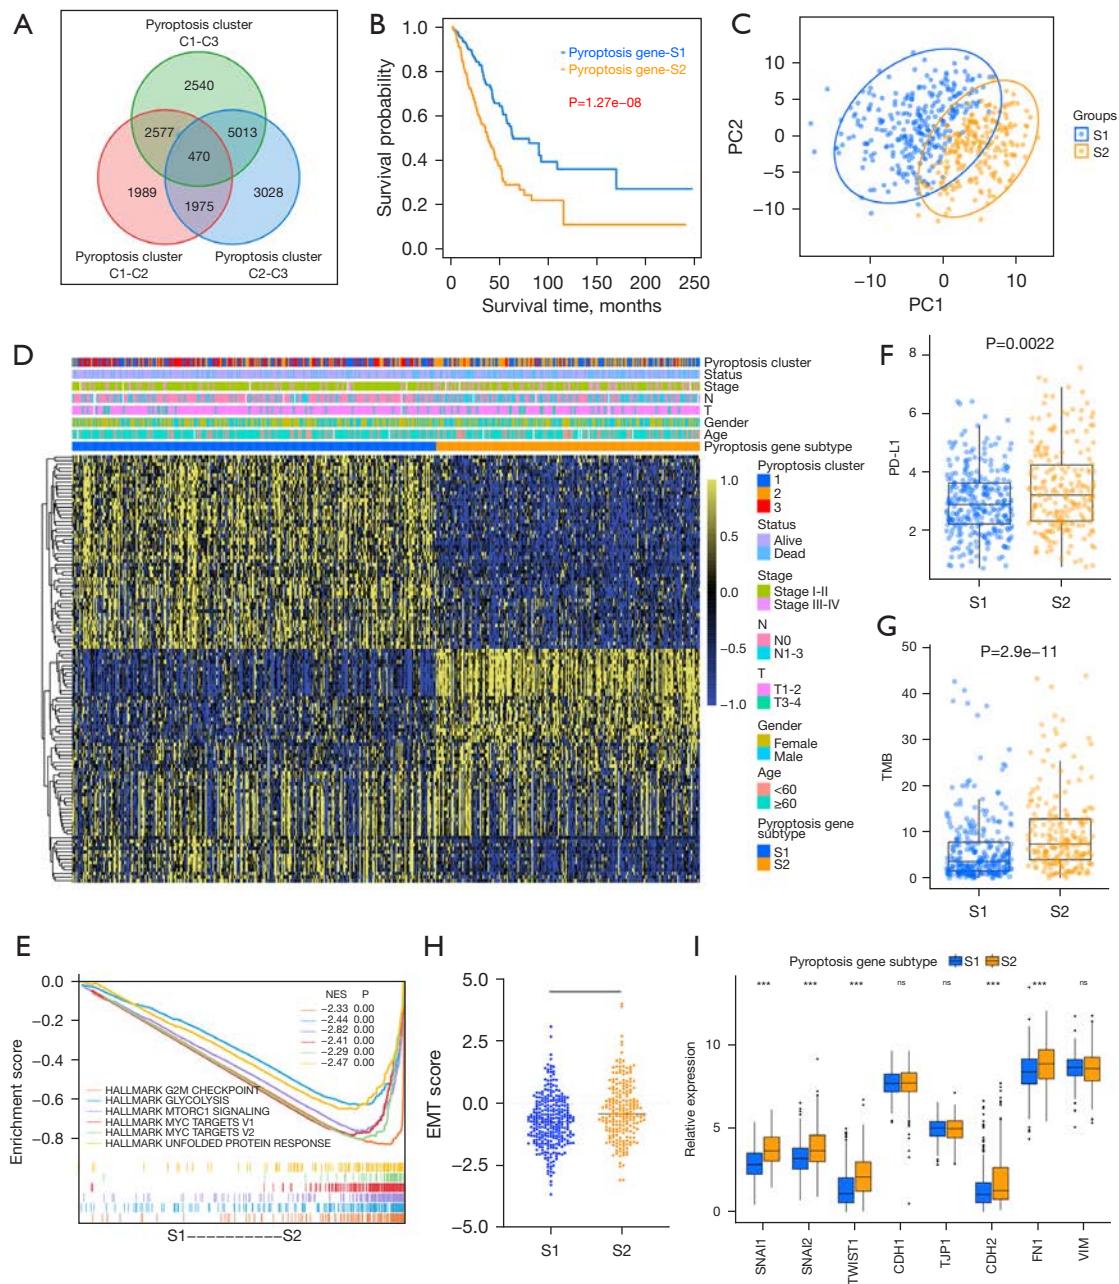 A
Pyroptosis cluster
C1-C3
2540
2577
5013
470
1989
1975
3028
Pyroptosis cluster
C1-C2
Pyroptosis cluster
C2-C3
B
Survival probability
1.0
0.8
0.6
0.4
0.2
0.0
Pyroptosis gene-S1
Pyroptosis gene-S2
P=1.27e−08
0 50 100 150 200 250
Survival time, months
C
PC2
10
5
0
−5
−10
−10 0 10
PC1
Groups
S1
S2
D
Pyroptosis cluster
Status
Stage
N
T
Gender
Age
Pyroptosis gene subtype
1.0
0.5
0.0
−0.5
−1.0
Pyroptosis cluster
1
2
3
Status
Alive
Dead
Stage
Stage I-II
Stage III-IV
N
N0
N1-3
T
T1-2
T3-4
Gender
Female
Male
Age
<60
≥60
Pyroptosis gene
subtype
S1
S2
F
P=0.0022
PD-L1
8
6
4
2
S1 S2
G
P=2.9e−11
TMB
50
40
30
20
10
0
S1 S2
E
Enrichment score
0.0
−0.2
−0.4
−0.6
−0.8
NES P
−2.33 0.00
−2.44 0.00
−2.82 0.00
−2.41 0.00
−2.29 0.00
−2.47 0.00
HALLMARK G2M CHECKPOINT
HALLMARK GLYCOLYSIS
HALLMARK MTORC1 SIGNALING
HALLMARK MYC TARGETS V1
HALLMARK MYC TARGETS V2
HALLMARK UNFOLDED PROTEIN RESPONSE
S1−−−−−−−−−−−S2
H
EMT score
5.0
2.5
0.0
−2.5
−5.0
S1 S2
I
Pyroptosis gene subtype S1 S2
*** *** *** ns ns *** *** ns
Relative expression
10
5
0
SNAI1
SNAI2
TWIST1
CDH1
TJP1
CDH2
FN1
VIM